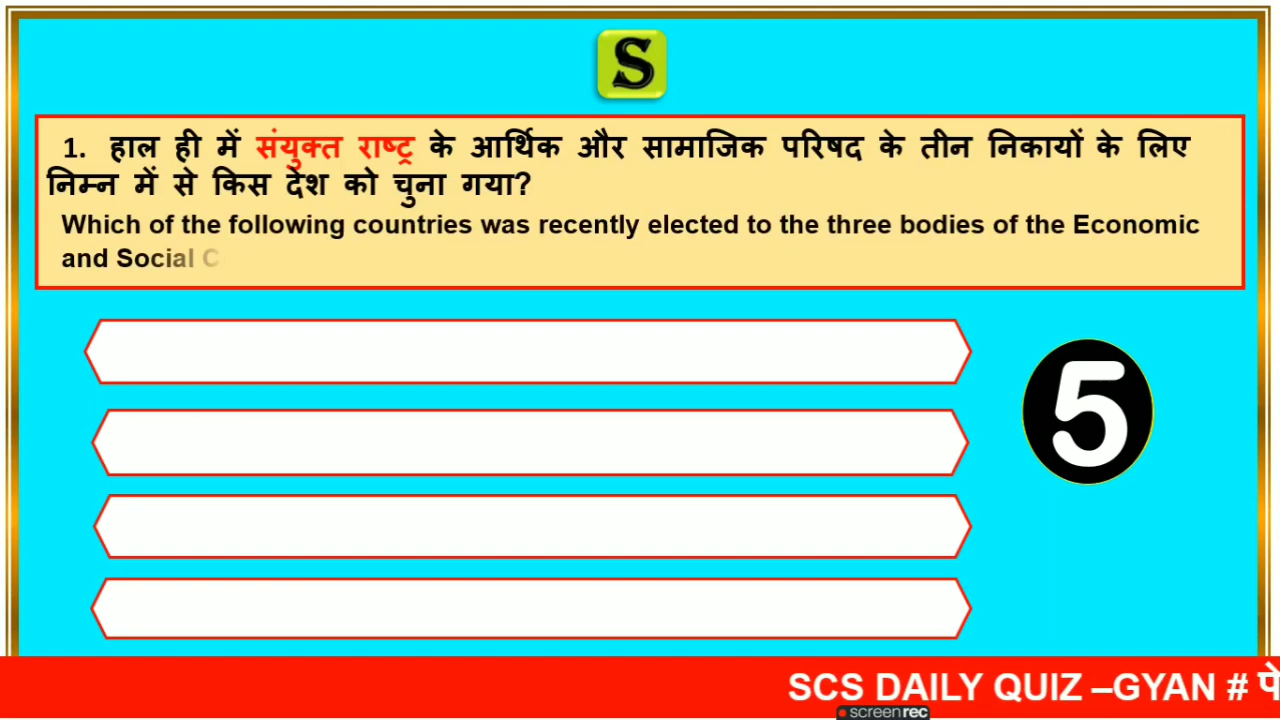 S
1. हाल ही में संयुक्त राष्ट्र के आर्थिक और सामाजिक परिषद के तीन निकायों के लिए
निम्न में से किस देश को चुना गया?
Which of the following countries was recently elected to the three bodies of the Economic
and Social C
5
SCS DAILY QUIZ –GYAN # पे
screenrec